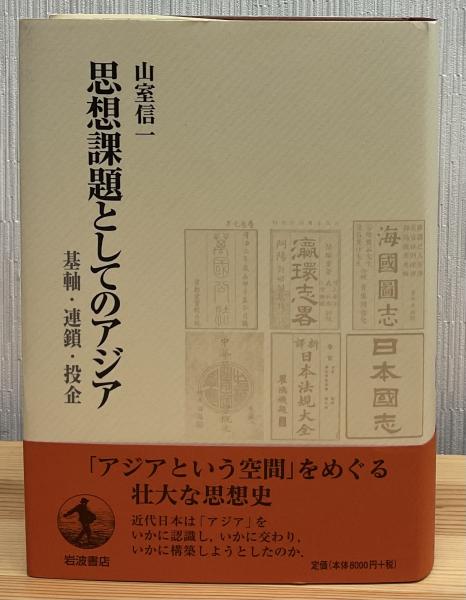 山室信一
思想課題としてのアジア
基軸・連鎖・投企
海國圖志
瀛環志畧
萬國公報
日本國志
新譯
日本法規大全
「アジアという空間」をめぐる
壮大な思想史
近代日本は「アジア」を
いかに認識し,いかに交わり,
いかに構築しようとしたのか.
岩波書店
定価(本体8000円+税)